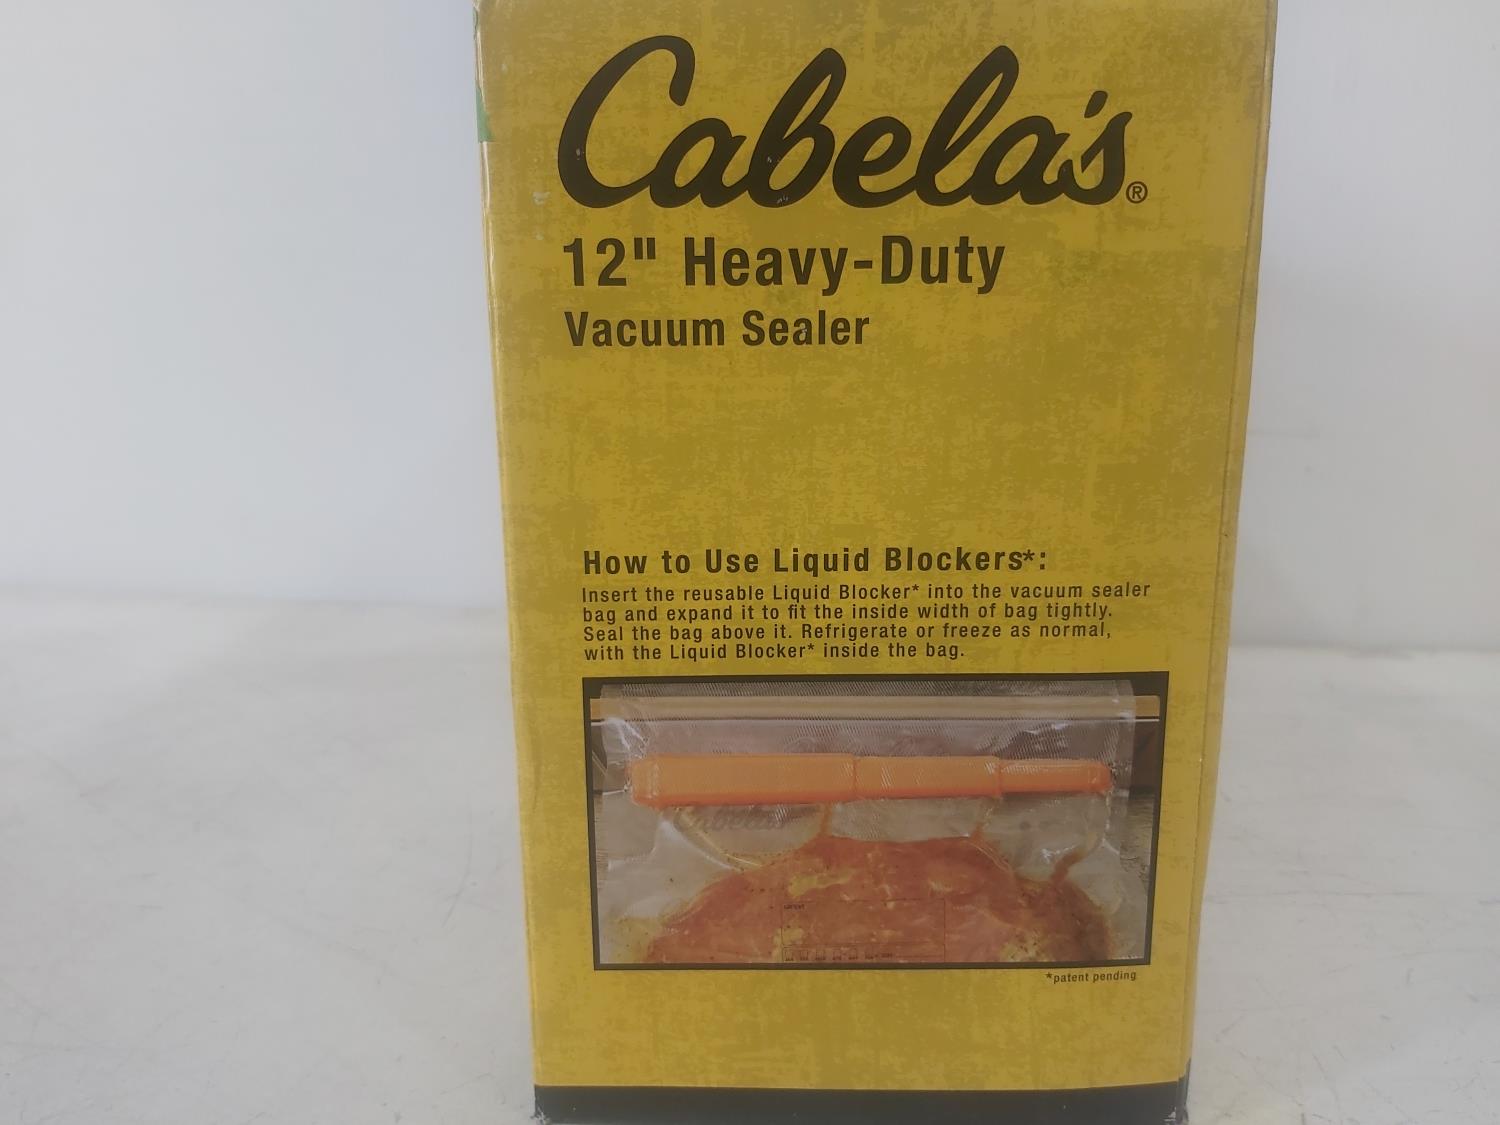 Cabela's®
12" Heavy-Duty
Vacuum Sealer
How to Use Liquid Blockers*:
Insert the reusable Liquid Blocker* into the vacuum sealer
bag and expand it to fit the inside width of bag tightly.
Seal the bag above it. Refrigerate or freeze as normal,
with the Liquid Blocker* inside the bag.
Cabela's
*patent pending